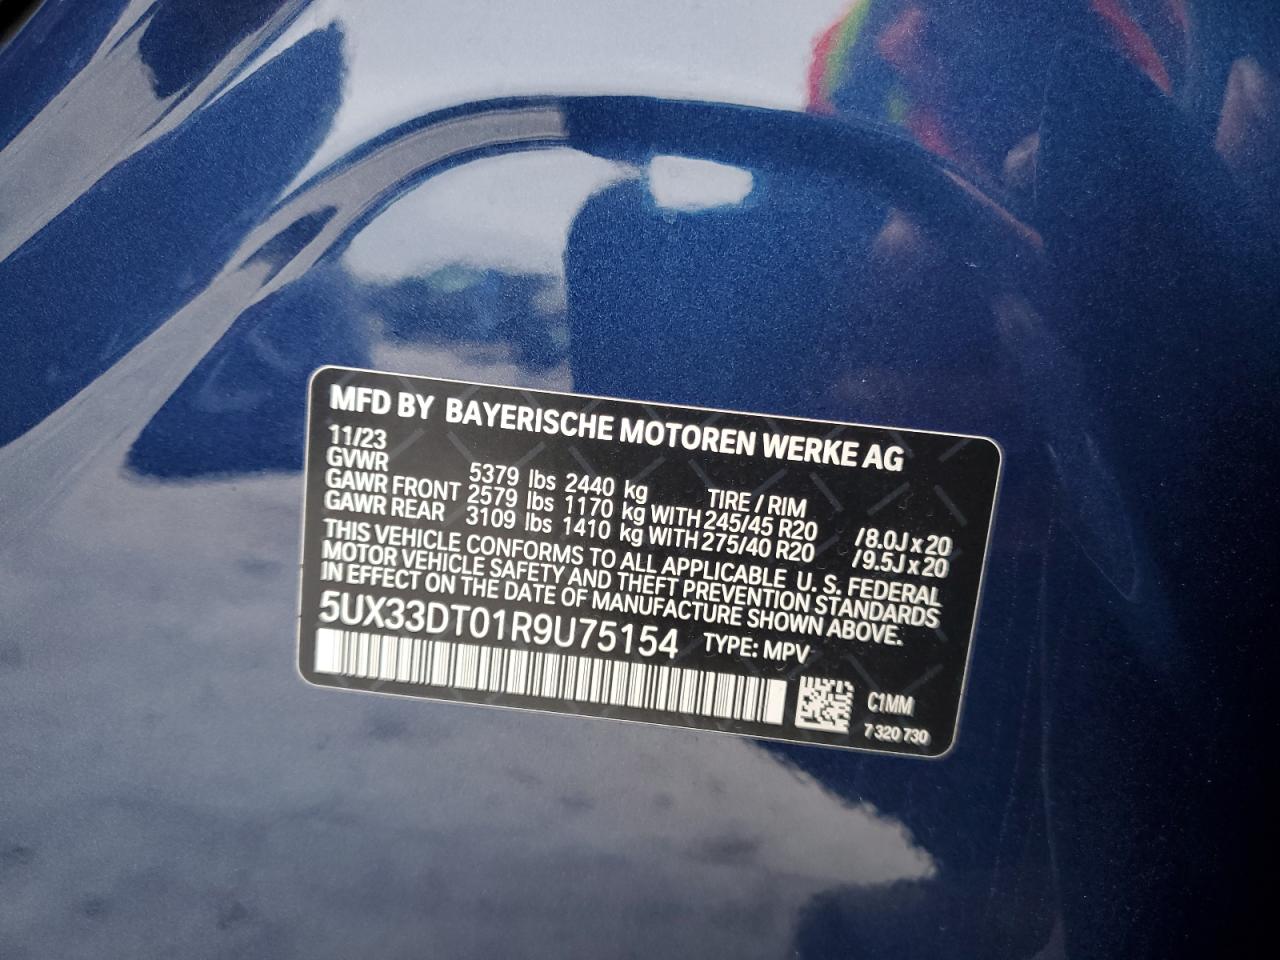 MFD BY BAYERISCHE MOTOREN WERKE AG
11/23
GVWR 5379 lbs 2440 kg TIRE / RIM
GAWR FRONT 2579 lbs 1170 kg WITH 245/45 R20 /8.0J x 20
GAWR REAR 3109 lbs 1410 kg WITH 275/40 R20 /9.5J x 20
THIS VEHICLE CONFORMS TO ALL APPLICABLE U. S. FEDERAL
MOTOR VEHICLE SAFETY AND THEFT PREVENTION STANDARDS
IN EFFECT ON THE DATE OF MANUFACTURE SHOWN ABOVE.
5UX33DT01R9U75154 TYPE: MPV
C1MM
7 320 730